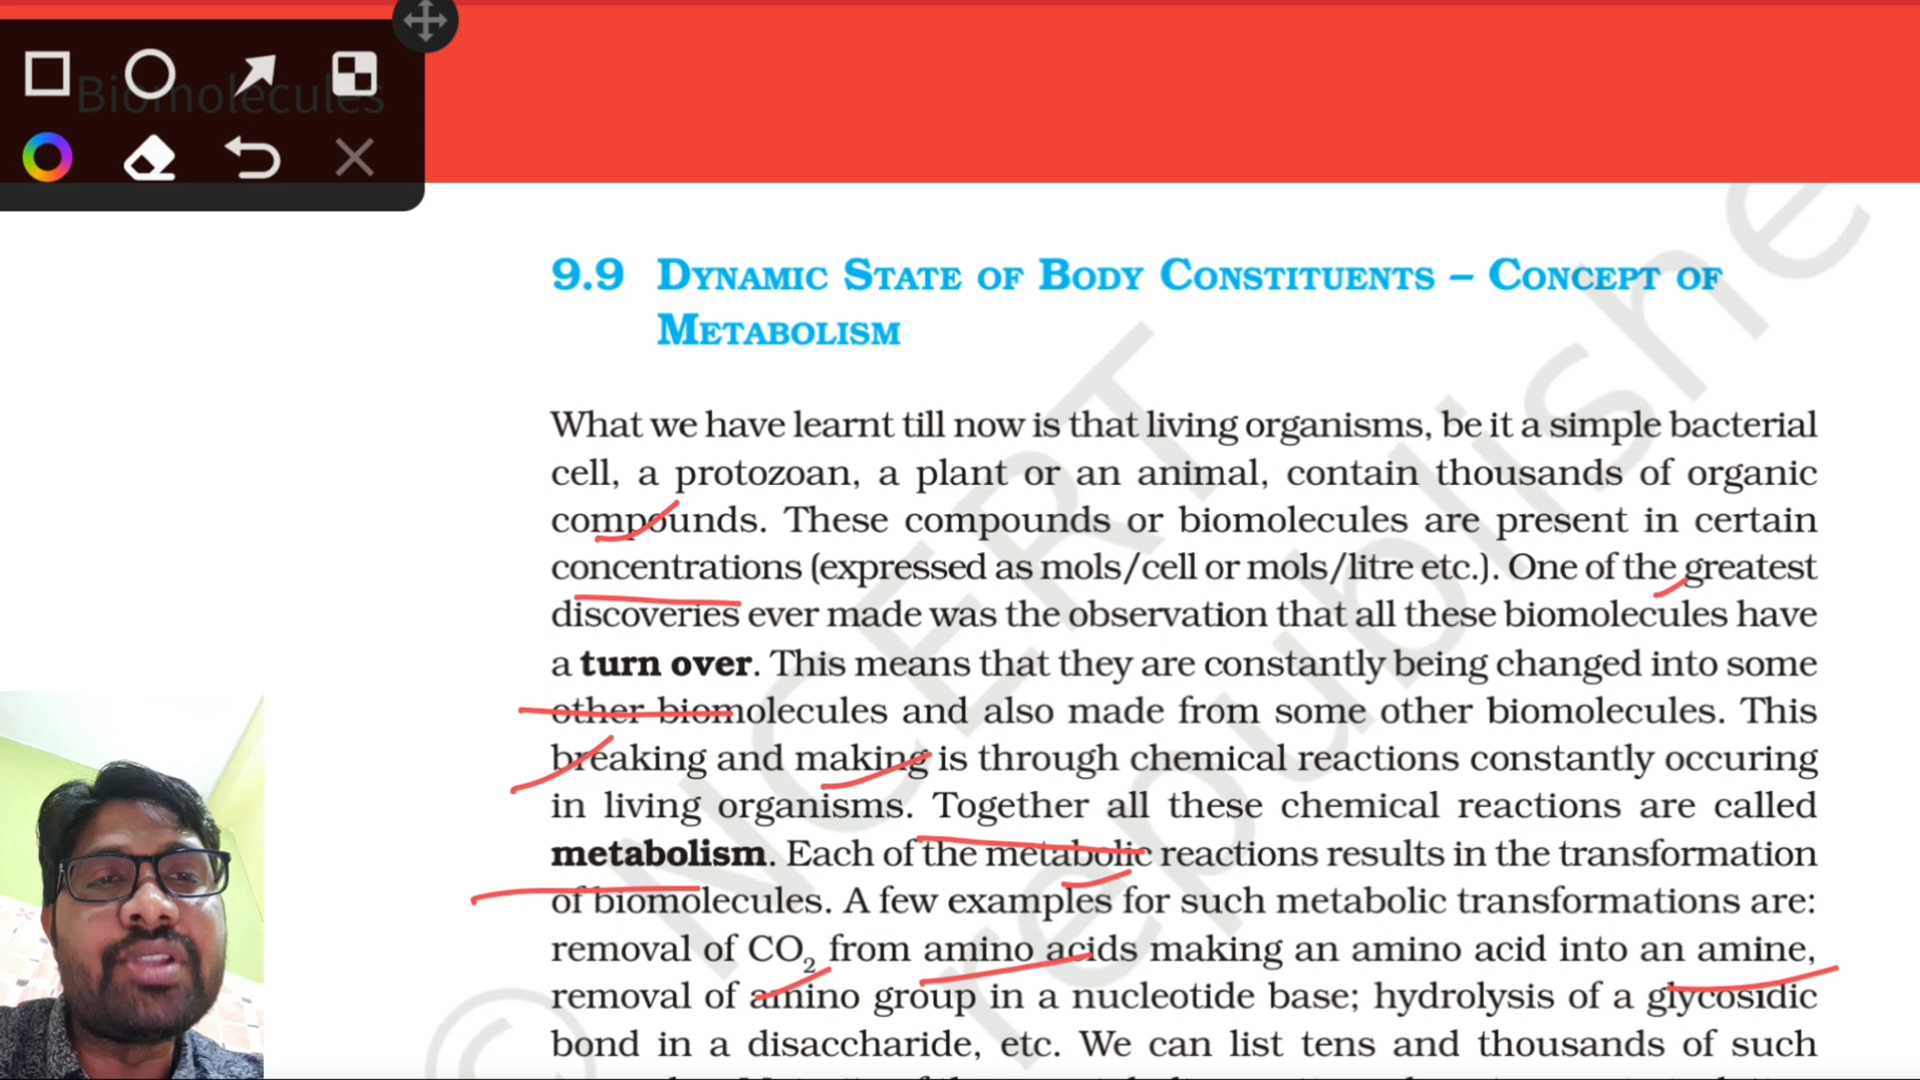 Biomolecules
9.9 DYNAMIC STATE OF BODY CONSTITUENTS – CONCEPT OF
METABOLISM
What we have learnt till now is that living organisms, be it a simple bacterial
cell, a protozoan, a plant or an animal, contain thousands of organic
compounds. These compounds or biomolecules are present in certain
concentrations (expressed as mols/cell or mols/litre etc.). One of the greatest
discoveries ever made was the observation that all these biomolecules have
a turn over. This means that they are constantly being changed into some
other biomolecules and also made from some other biomolecules. This
breaking and making is through chemical reactions constantly occuring
in living organisms. Together all these chemical reactions are called
metabolism. Each of the metabolic reactions results in the transformation
of biomolecules. A few examples for such metabolic transformations are:
removal of CO₂ from amino acids making an amino acid into an amine,
removal of amino group in a nucleotide base; hydrolysis of a glycosidic
bond in a disaccharide, etc. We can list tens and thousands of such
© NCERT
republishe